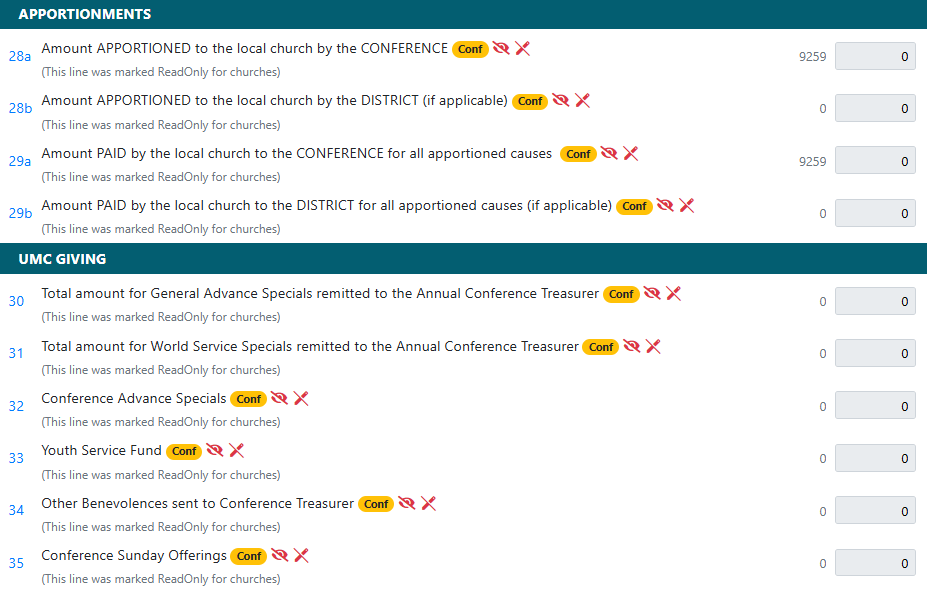 APPORTIONMENTS
28a Amount APPORTIONED to the local church by the CONFERENCE Conf 9259 0
(This line was marked ReadOnly for churches)
28b Amount APPORTIONED to the local church by the DISTRICT (if applicable) Conf 0 0
(This line was marked ReadOnly for churches)
29a Amount PAID by the local church to the CONFERENCE for all apportioned causes Conf 9259 0
(This line was marked ReadOnly for churches)
29b Amount PAID by the local church to the DISTRICT for all apportioned causes (if applicable) Conf 0 0
(This line was marked ReadOnly for churches)
UMC GIVING
30 Total amount for General Advance Specials remitted to the Annual Conference Treasurer Conf 0 0
(This line was marked ReadOnly for churches)
31 Total amount for World Service Specials remitted to the Annual Conference Treasurer Conf 0 0
(This line was marked ReadOnly for churches)
32 Conference Advance Specials Conf 0 0
(This line was marked ReadOnly for churches)
33 Youth Service Fund Conf 0 0
(This line was marked ReadOnly for churches)
34 Other Benevolences sent to Conference Treasurer Conf 0 0
(This line was marked ReadOnly for churches)
35 Conference Sunday Offerings Conf 0 0
(This line was marked ReadOnly for churches)